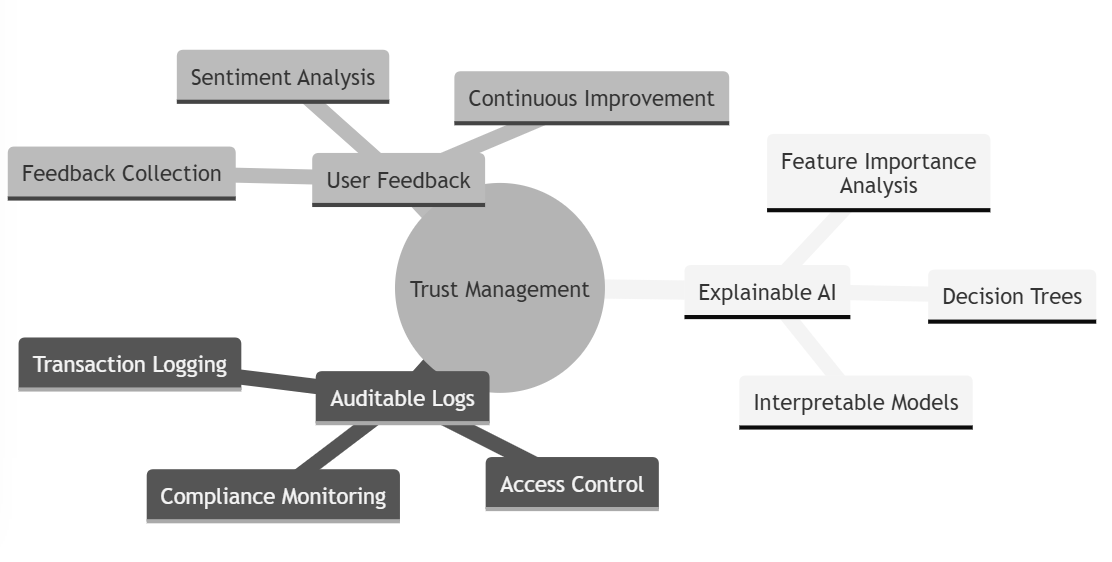 Sentiment Analysis
Continuous Improvement
Feedback Collection
User Feedback
Feature Importance
Analysis
Trust Management
Explainable AI
Decision Trees
Transaction Logging
Auditable Logs
Interpretable Models
Compliance Monitoring
Access Control